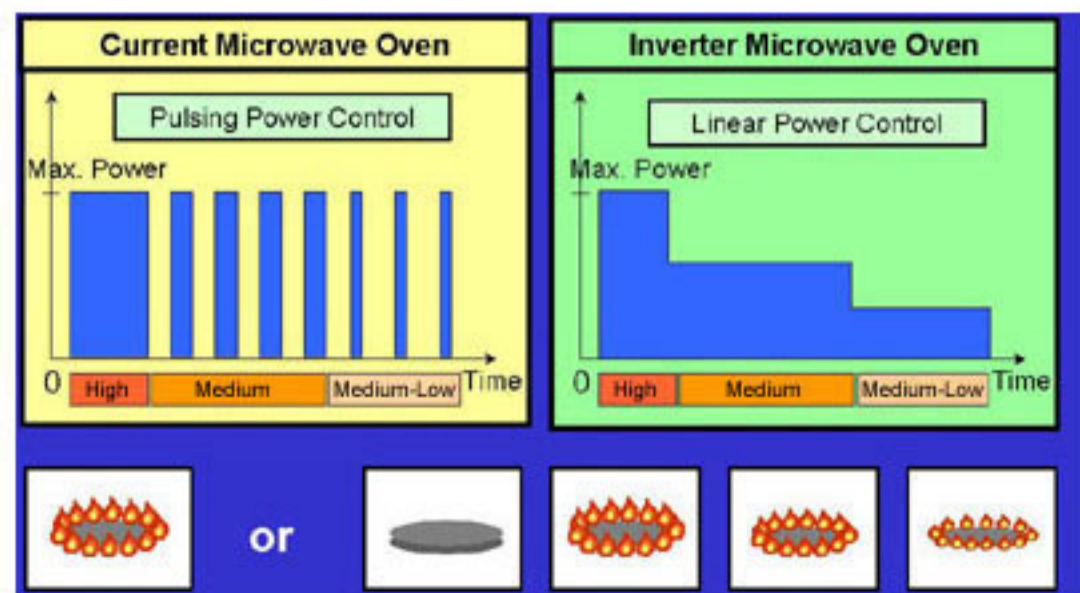 Current Microwave Oven
Pulsing Power Control
Max. Power
0
High
Medium
Medium-Low
Time
Inverter Microwave Oven
Linear Power Control
Max. Power
0
High
Medium
Medium-Low
Time
or